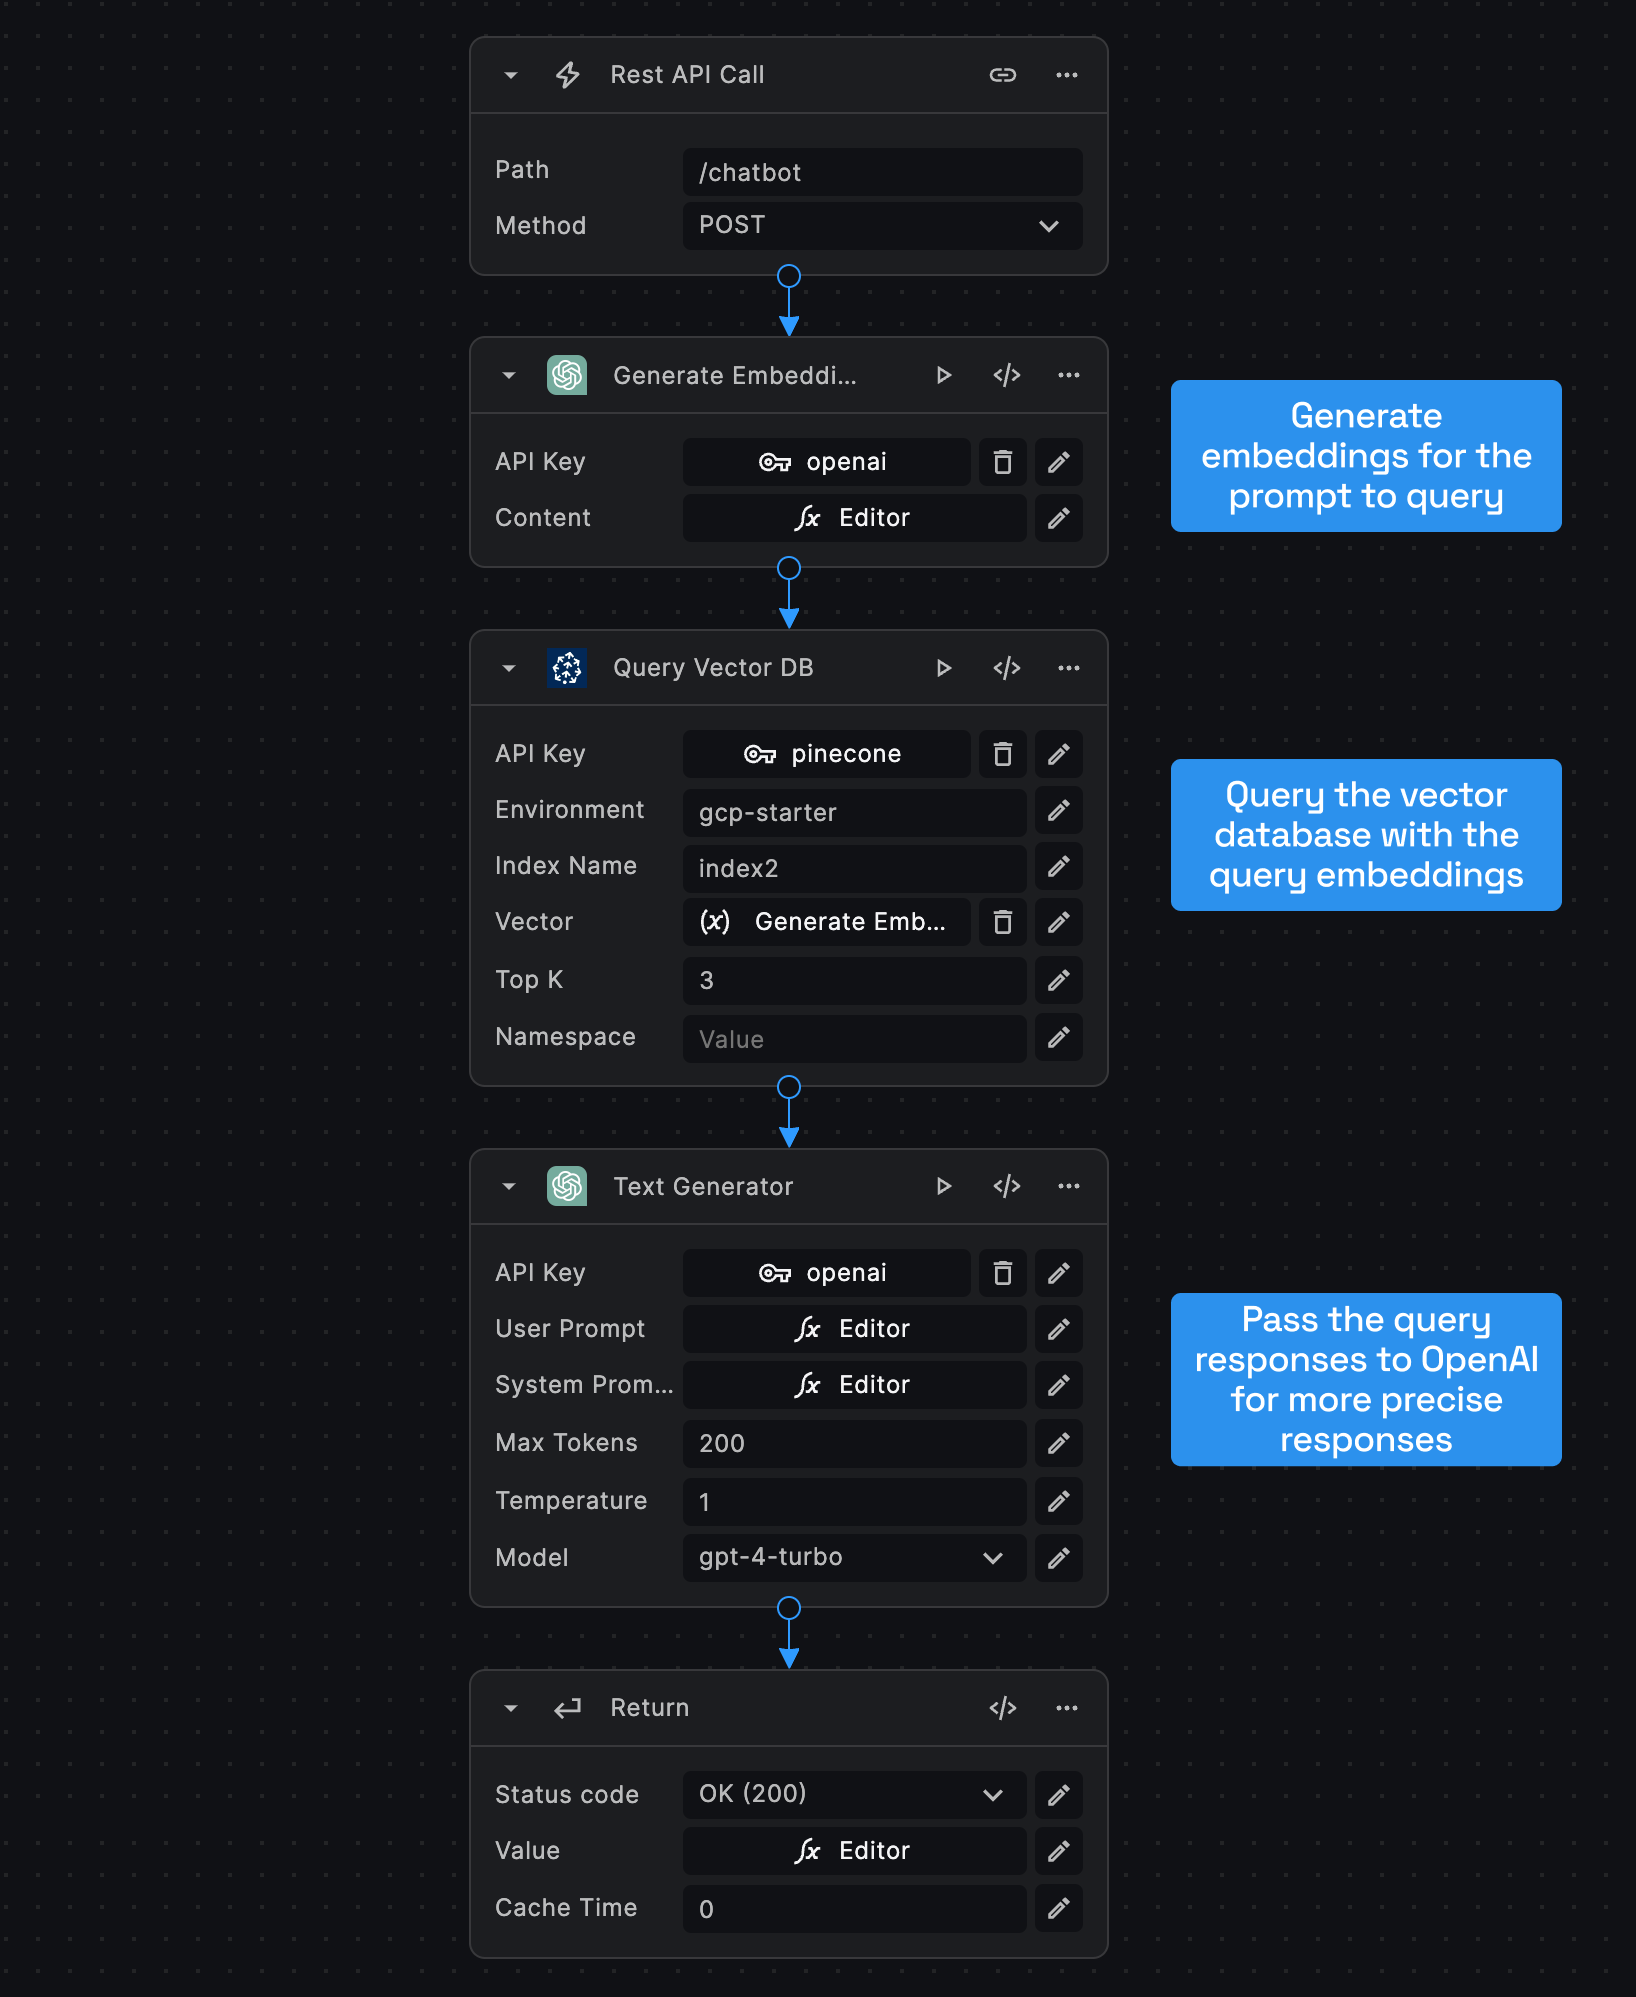 Rest API Call
Path
/chatbot
Method
POST
Generate Embeddi...
API Key
openai
Content
fx Editor
Generate
embeddings for the
prompt to query
Query Vector DB
API Key
pinecone
Environment
gcp-starter
Index Name
index2
Vector
(x) Generate Emb...
Top K
3
Namespace
Value
Query the vector
database with the
query embeddings
Text Generator
API Key
openai
User Prompt
fx Editor
System Prom...
fx Editor
Max Tokens
200
Temperature
1
Model
gpt-4-turbo
Pass the query
responses to OpenAI
for more precise
responses
Return
Status code
OK (200)
Value
fx Editor
Cache Time
0